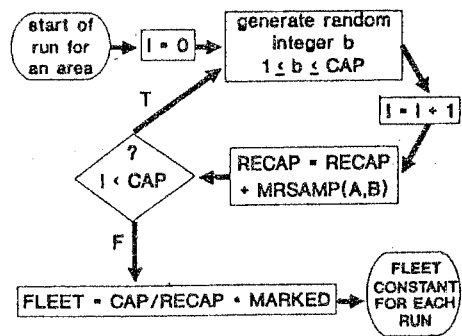 start of
run for
an area
I = 0
generate random
integer b
1 ≤ b ≤ CAP
I = I + 1
RECAP = RECAP
+ MRSAMP(A,B)
?
I < CAP
T
F
FLEET = CAP/RECAP * MARKED
FLEET
CONSTANT
FOR EACH
RUN